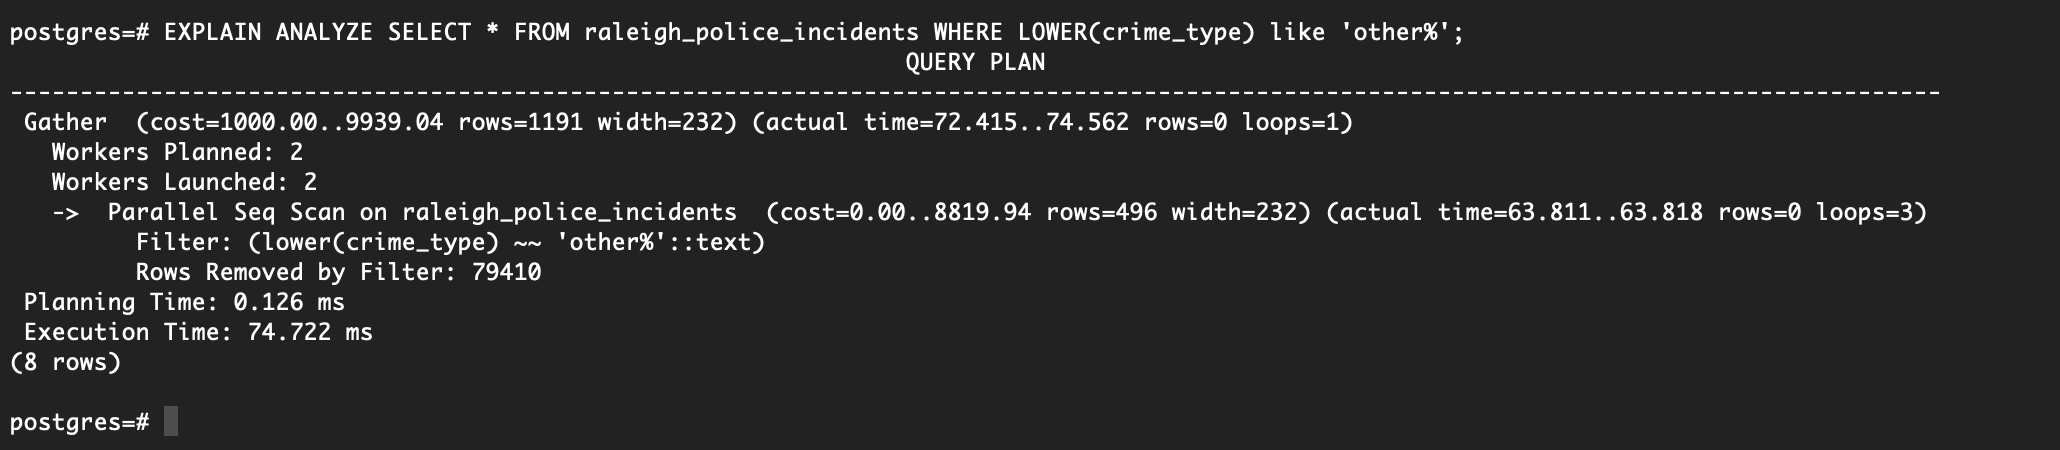 postgres=# EXPLAIN ANALYZE SELECT * FROM raleigh_police_incidents WHERE LOWER(crime_type) like 'other%';
QUERY PLAN
------------------------------------------------------------------------------------------------------------------------------------------
Gather  (cost=1000.00..9939.04 rows=1191 width=232) (actual time=72.415..74.562 rows=0 loops=1)
Workers Planned: 2
Workers Launched: 2
->  Parallel Seq Scan on raleigh_police_incidents  (cost=0.00..8819.94 rows=496 width=232) (actual time=63.811..63.818 rows=0 loops=3)
Filter: (lower(crime_type) ~~ 'other%'::text)
Rows Removed by Filter: 79410
Planning Time: 0.126 ms
Execution Time: 74.722 ms
(8 rows)
postgres=#